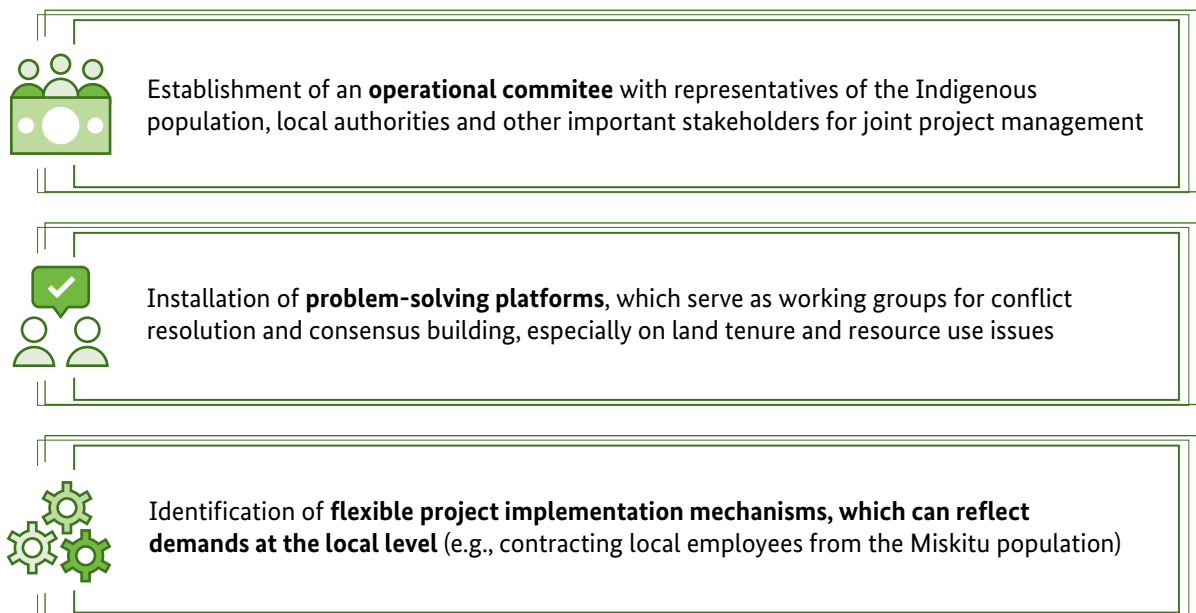 Establishment of an operational commitee with representatives of the Indigenous
population, local authorities and other important stakeholders for joint project management
Installation of problem-solving platforms, which serve as working groups for conflict
resolution and consensus building, especially on land tenure and resource use issues
Identification of flexible project implementation mechanisms, which can reflect
demands at the local level (e.g., contracting local employees from the Miskitu population)